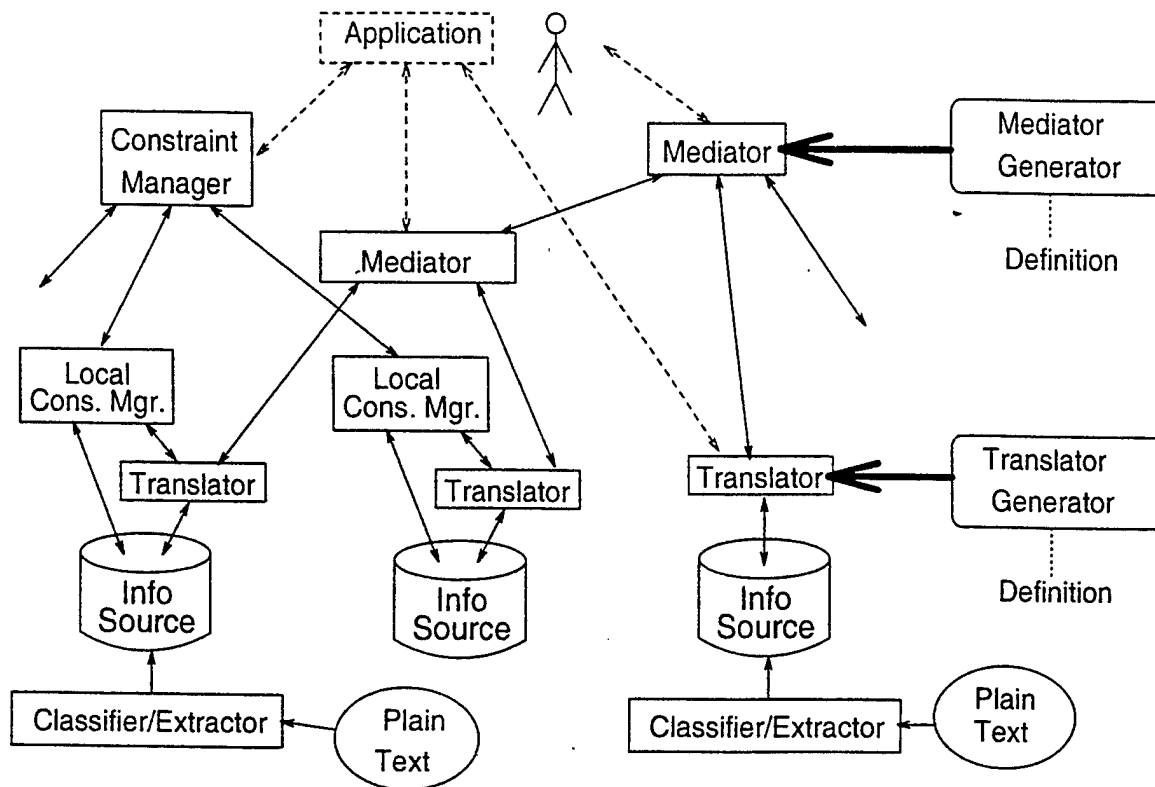 Application
Constraint
Manager
Mediator
Mediator
Generator
Definition
Mediator
Local
Cons. Mgr.
Local
Cons. Mgr.
Translator
Translator
Translator
Translator
Generator
Definition
Info
Source
Info
Source
Info
Source
Classifier/Extractor
Plain
Text
Classifier/Extractor
Plain
Text